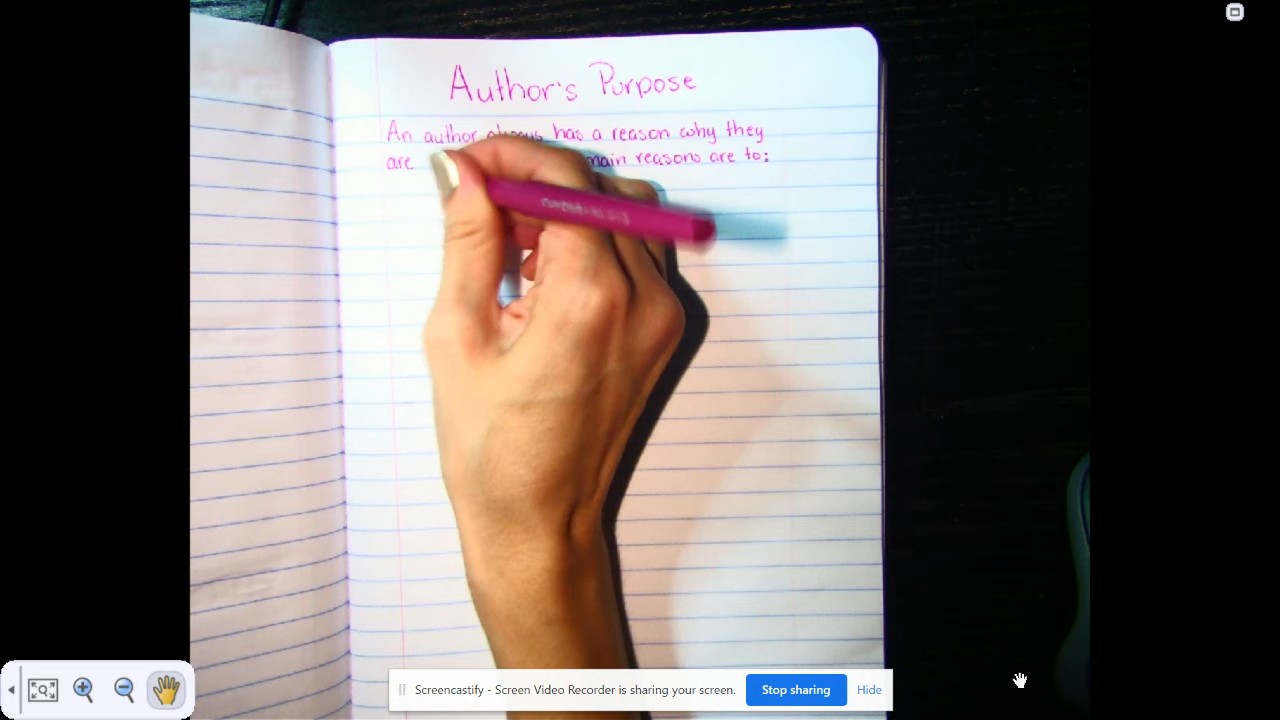 Author's Purpose
An author always has a reason why they
are main reasons are to:
Screencastify - Screen Video Recorder is sharing your screen.
Stop sharing
Hide